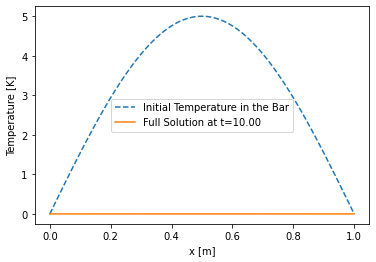 5
4
3
2
1
0
Temperature [K]
Initial Temperature in the Bar
Full Solution at t=10.00
0.0 0.2 0.4 0.6 0.8 1.0
x [m]